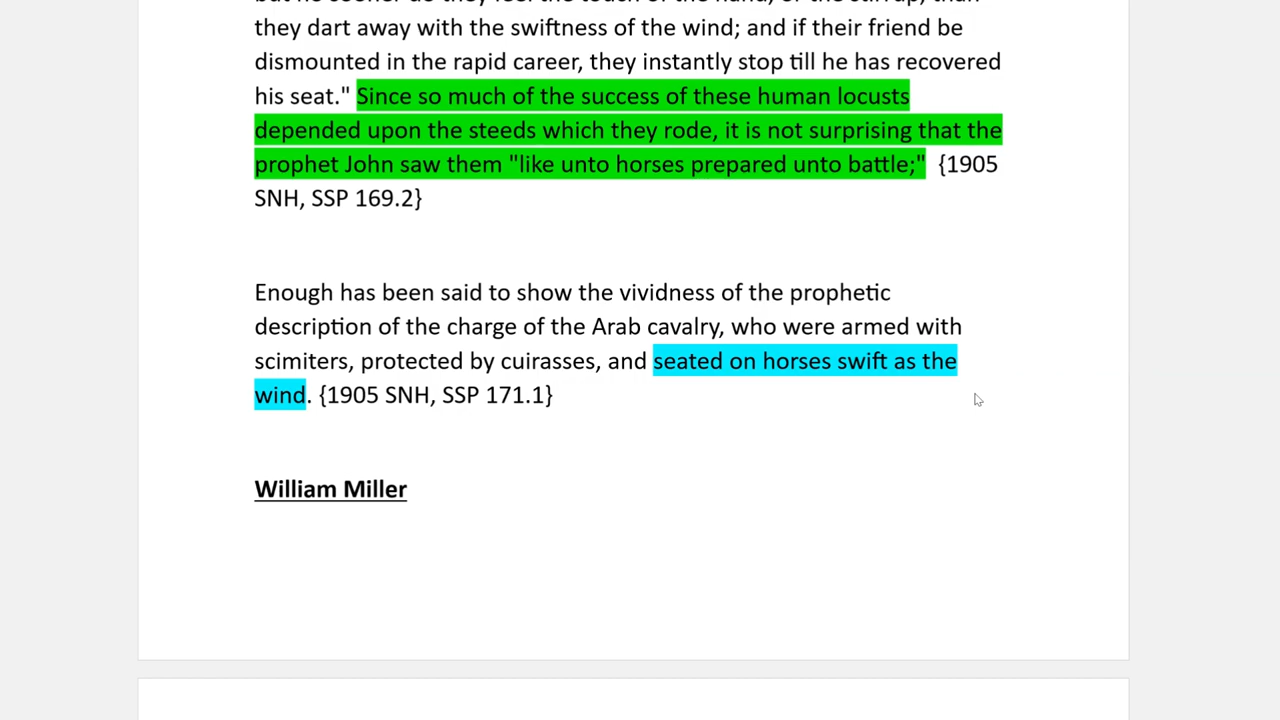 they dart away with the swiftness of the wind; and if their friend be
dismounted in the rapid career, they instantly stop till he has recovered
his seat." Since so much of the success of these human locusts
depended upon the steeds which they rode, it is not surprising that the
prophet John saw them "like unto horses prepared unto battle;" {1905
SNH, SSP 169.2}
Enough has been said to show the vividness of the prophetic
description of the charge of the Arab cavalry, who were armed with
scimiters, protected by cuirasses, and seated on horses swift as the
wind. {1905 SNH, SSP 171.1}
William Miller